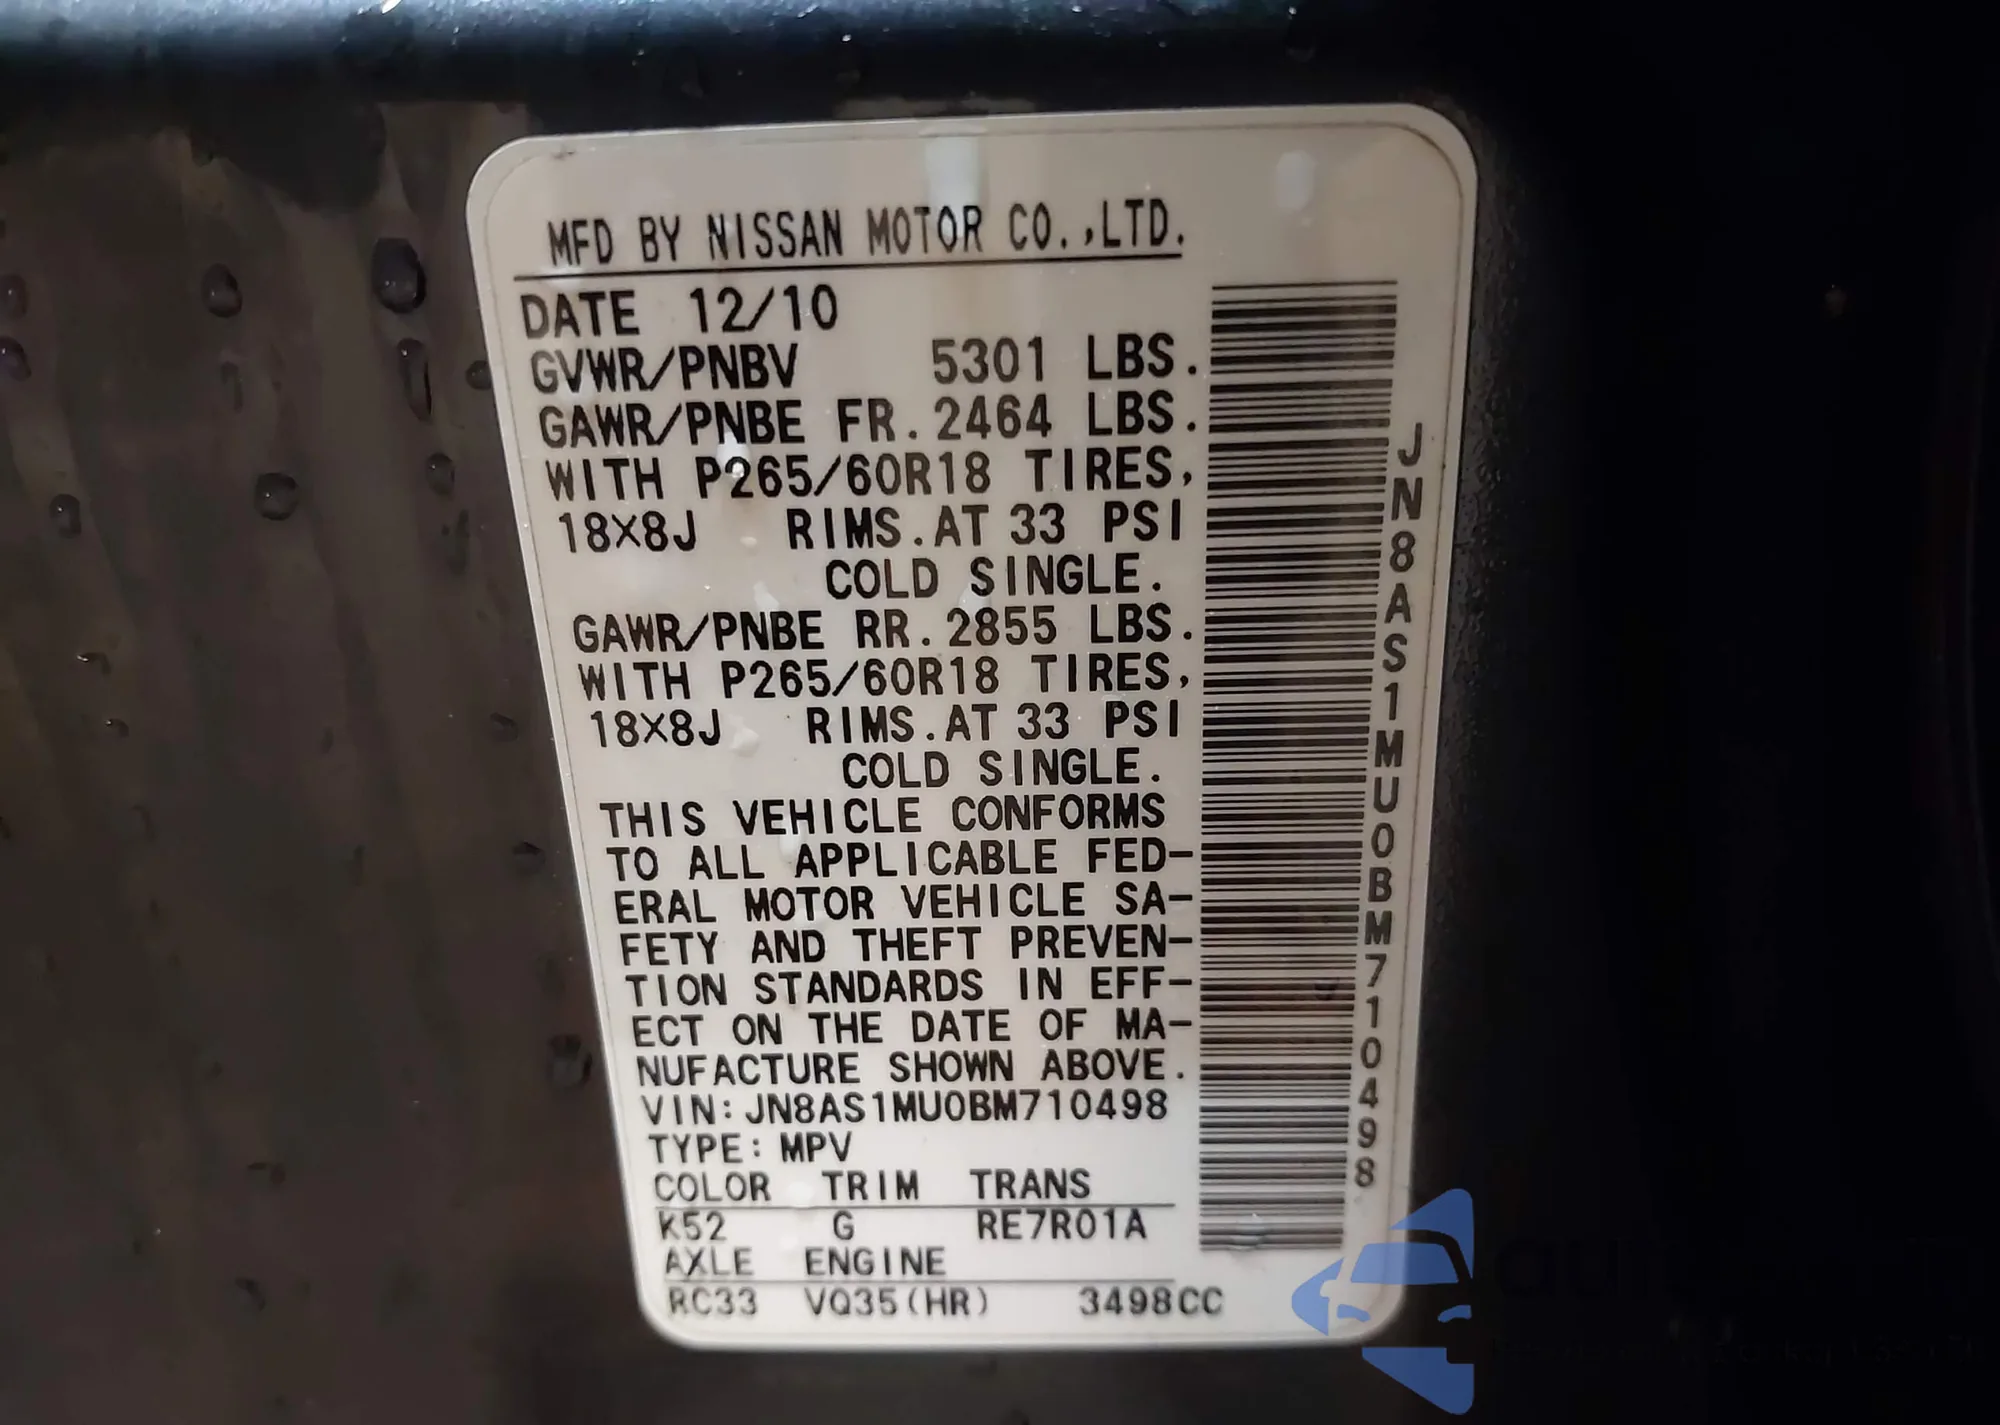 MFD BY NISSAN MOTOR CO.,LTD.
DATE 12/10
GVWR/PNBV 5301 LBS.
GAWR/PNBE FR.2464 LBS.
WITH P265/60R18 TIRES,
18X8J RIMS.AT 33 PSI
COLD SINGLE.
GAWR/PNBE RR.2855 LBS.
WITH P265/60R18 TIRES,
18X8J RIMS.AT 33 PSI
COLD SINGLE.
THIS VEHICLE CONFORMS
TO ALL APPLICABLE FED-
ERAL MOTOR VEHICLE SA-
FETY AND THEFT PREVEN-
TION STANDARDS IN EFF-
ECT ON THE DATE OF MA-
NUFACTURE SHOWN ABOVE.
VIN: JN8AS1MU0BM710498
TYPE: MPV
COLOR TRIM TRANS
K52 G RE7R01A
AXLE ENGINE
RC33 VQ35(HR) 3498CC
JN8AS1MU0BM710498